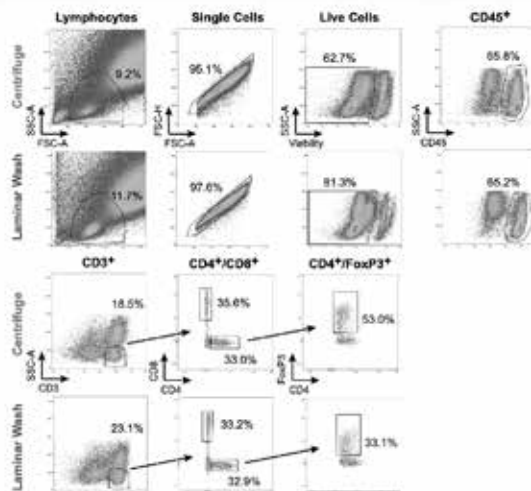 Lymphocytes Single Cells Live Cells CD45+
Centrifuge
SSC-A
9.2%
FSC-A
FSC-H
95.1%
FSC-A
SSC-A
62.7%
Viability
SSC-A
65.8%
CD45
Laminar Wash
11.7%
97.6%
81.3%
65.2%
CD3+ CD4+/CD8+ CD4+/FoxP3+
Centrifuge
SSC-A
18.5%
CD3
CD8
35.6%
33.0%
CD4
FoxP3
53.0%
CD4
Laminar Wash
23.1%
33.2%
32.9%
33.1%